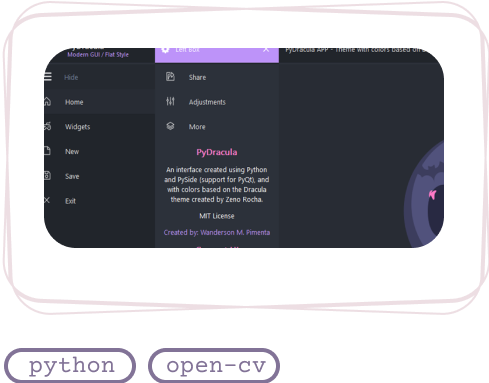 PyDracula
Modern GUI / Flat Style
Hide
Home
Widgets
New
Save
Exit
Left Box
Share
Adjustments
More
PyDracula
An interface created using Python
and PySide (support for PyQt), and
with colors based on the Dracula
theme created by Zeno Rocha.
MIT License
Created by: Wanderson M. Pimenta
PyDracula APP - Theme with colors based on
python
open-cv